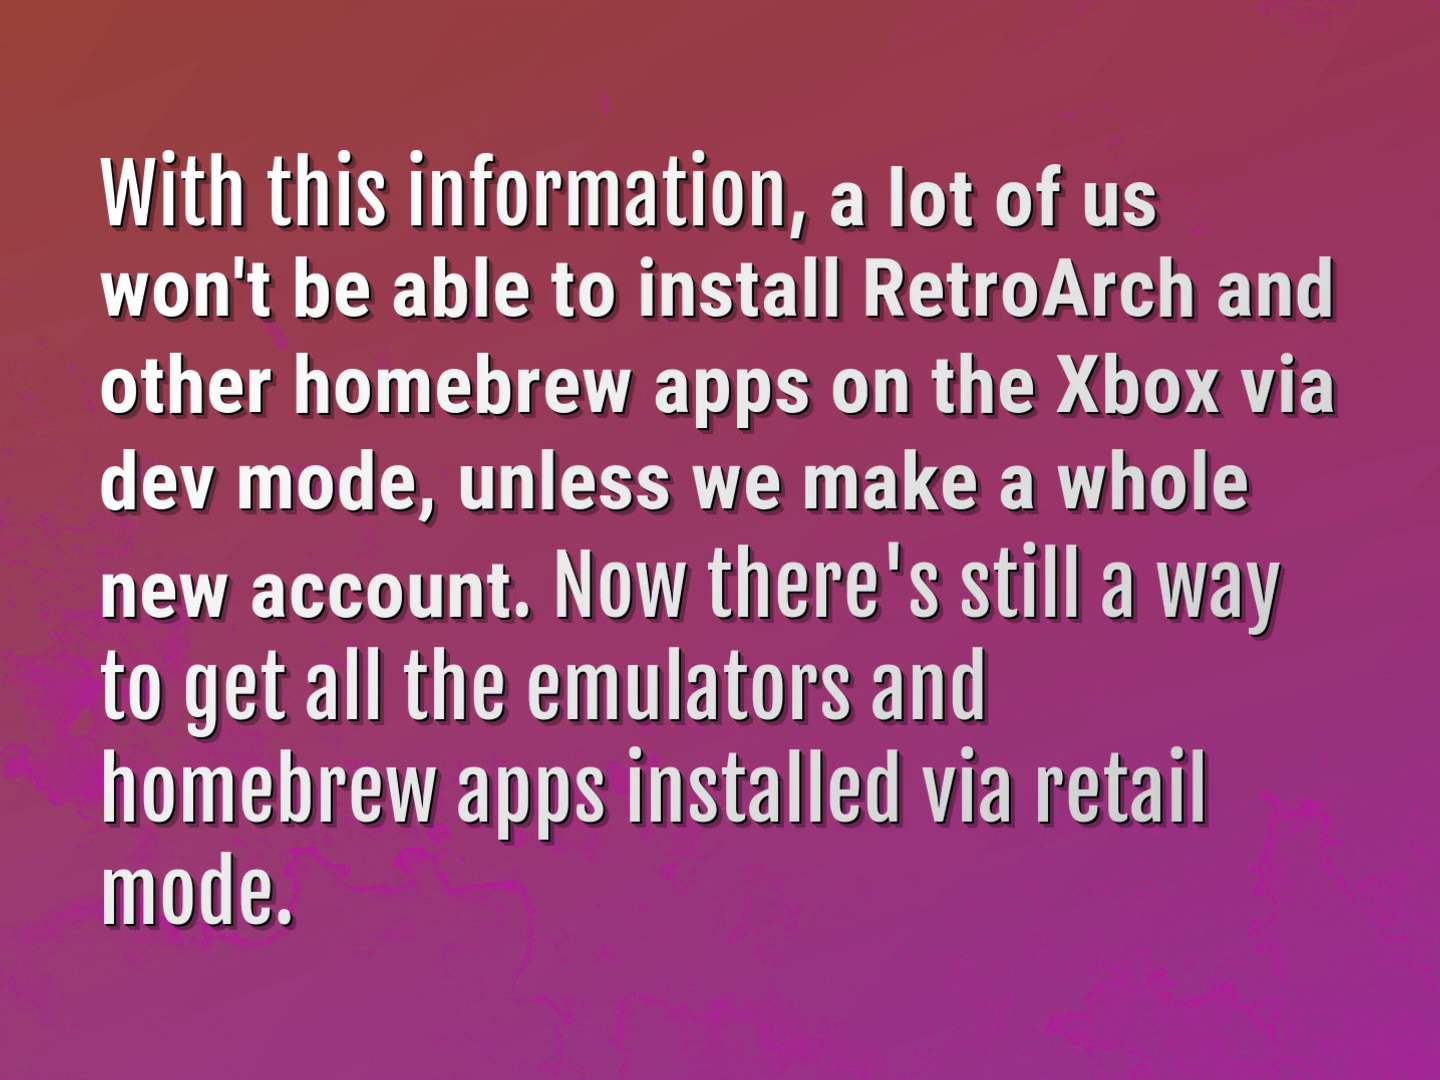 With this information, a lot of us
won't be able to install RetroArch and
other homebrew apps on the Xbox via
dev mode, unless we make a whole
new account. Now there's still a way
to get all the emulators and
homebrew apps installed via retail
mode.